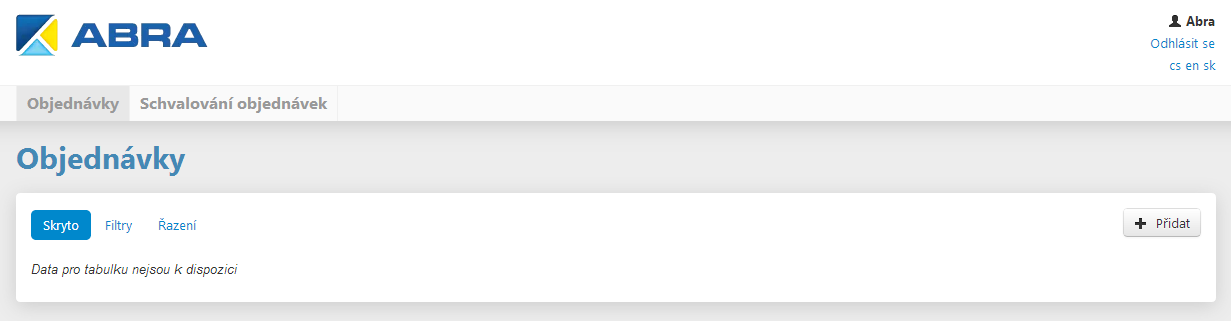 ABRA
Abra
Odhlásit se
cs en sk
Objednávky Schvalování objednávek
Objednávky
Skryto Filtry Řazení
Přidat
Data pro tabulku nejsou k dispozici